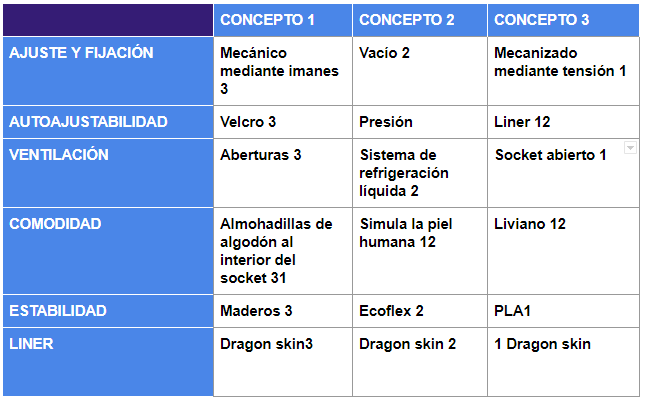 CONCEPTO 1 CONCEPTO 2 CONCEPTO 3
AJUSTE Y FIJACIÓN Mecánico Vacío 2 Mecanizado
mediante imanes mediante tensión 1
3
AUTOAJUSTABILIDAD Velcro 3 Presión Liner 12
VENTILACIÓN Aberturas 3 Sistema de Socket abierto 1
refrigeración
líquida 2
COMODIDAD Almohadillas de Simula la piel Liviano 12
algodón al humana 12
interior del
socket 31
ESTABILIDAD Maderos 3 Ecoflex 2 PLA1
LINER Dragon skin3 Dragon skin 2 1 Dragon skin